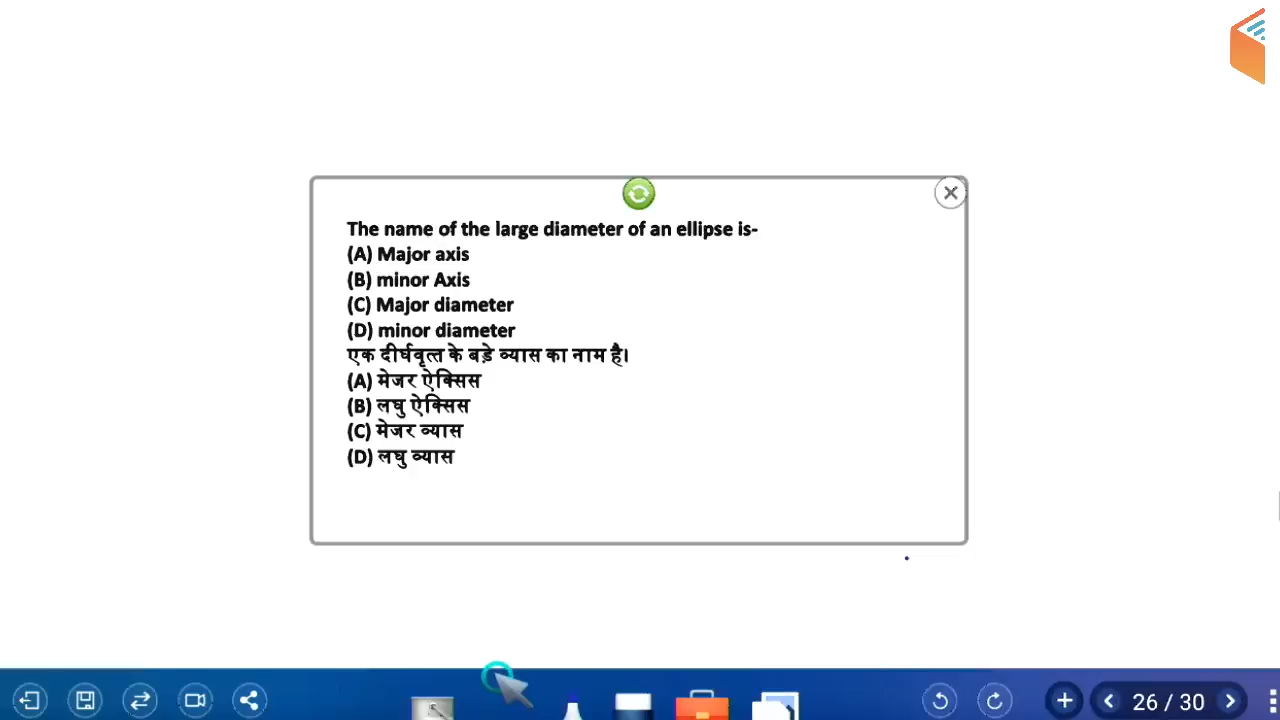 The name of the large diameter of an ellipse is-
(A) Major axis
(B) minor Axis
(C) Major diameter
(D) minor diameter
एक दीर्घवृत्त के बड़े व्यास का नाम है।
(A) मेजर ऐक्सिस
(B) लघु ऐक्सिस
(C) मेजर व्यास
(D) लघु व्यास
26 / 30